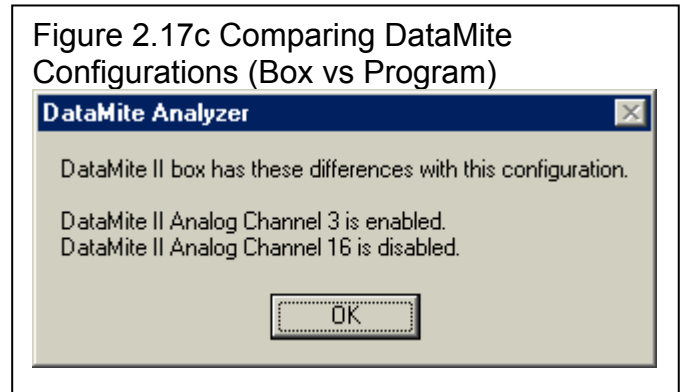 Figure 2.17c Comparing DataMite
Configurations (Box vs Program)
DataMite Analyzer
DataMite II box has these differences with this configuration.
DataMite II Analog Channel 3 is enabled.
DataMite II Analog Channel 16 is disabled.
OK